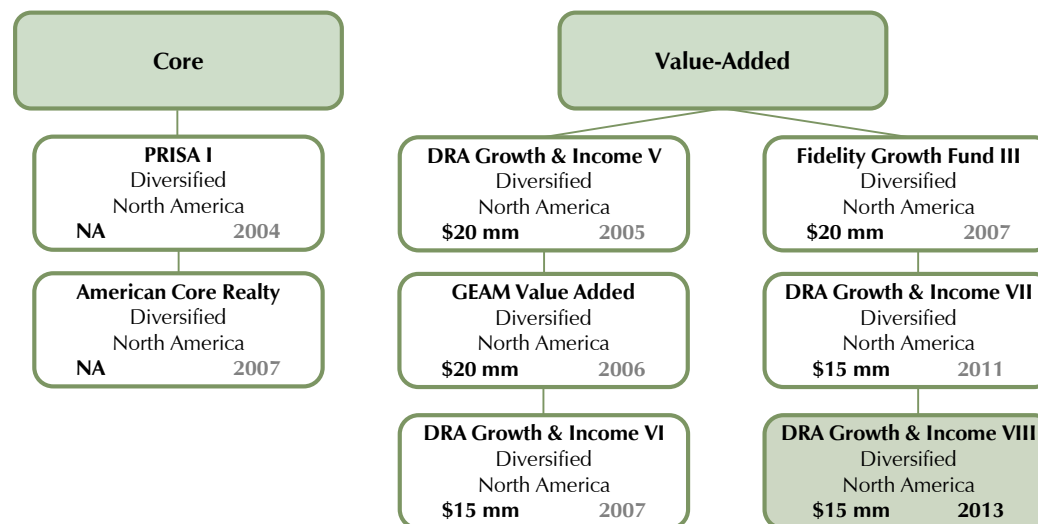 Core
PRISA I
Diversified
North America
NA 2004
American Core Realty
Diversified
North America
NA 2007
Value-Added
DRA Growth & Income V
Diversified
North America
$20 mm 2005
GEAM Value Added
Diversified
North America
$20 mm 2006
DRA Growth & Income VI
Diversified
North America
$15 mm 2007
Fidelity Growth Fund III
Diversified
North America
$20 mm 2007
DRA Growth & Income VII
Diversified
North America
$15 mm 2011
DRA Growth & Income VIII
Diversified
North America
$15 mm 2013